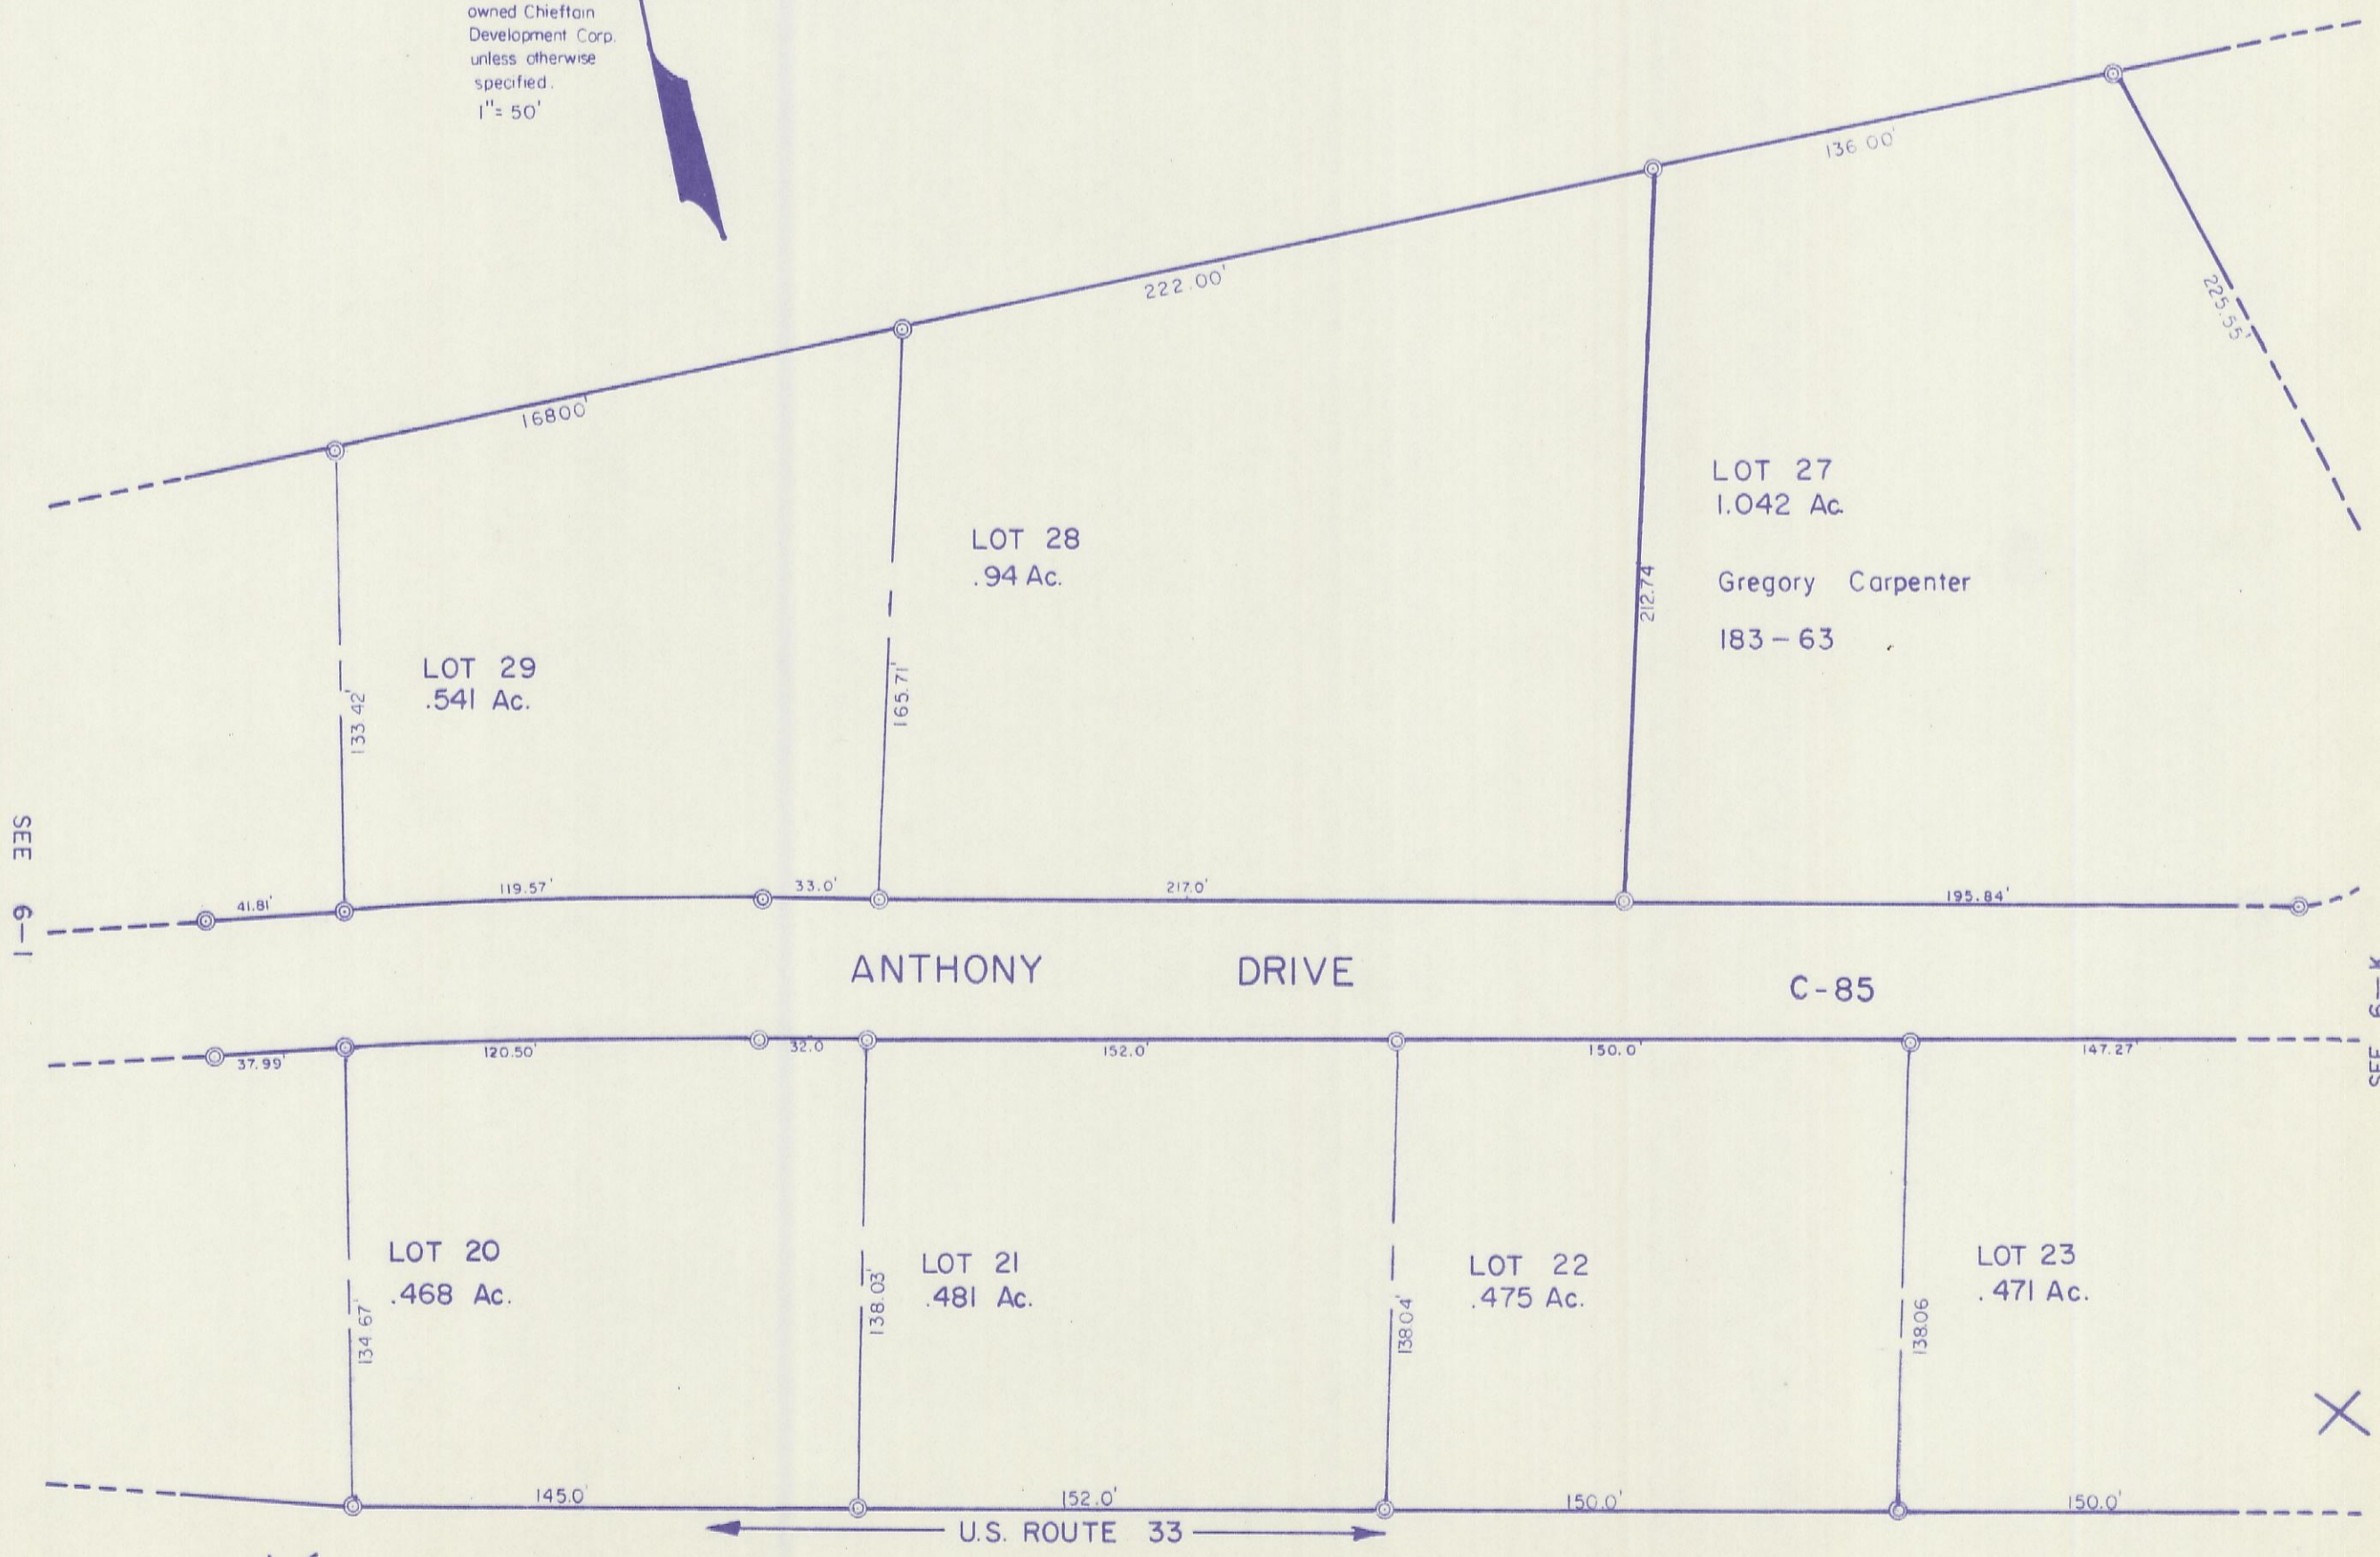 owned Chieftain
Development Corp.
unless otherwise
specified.
1"= 50'
136 00'
222.00'
225.55'
16800'
LOT 27
1.042 Ac.
Gregory Carpenter
183-63
212.74
LOT 28
.94 Ac.
165.71'
LOT 29
.541 Ac.
133 42'
SEE 6-I
41.81'
119.57'
33.0'
217.0'
195.84'
ANTHONY DRIVE
C-85
SEE 6-K
37.99'
120.50'
32.0
152.0'
150.0'
147.27'
LOT 20
.468 Ac.
134.67'
LOT 21
.481 Ac.
138.03'
LOT 22
.475 Ac.
138.04'
LOT 23
.471 Ac.
138.06
145.0'
152.0'
150.0'
150.0'
U.S. ROUTE 33